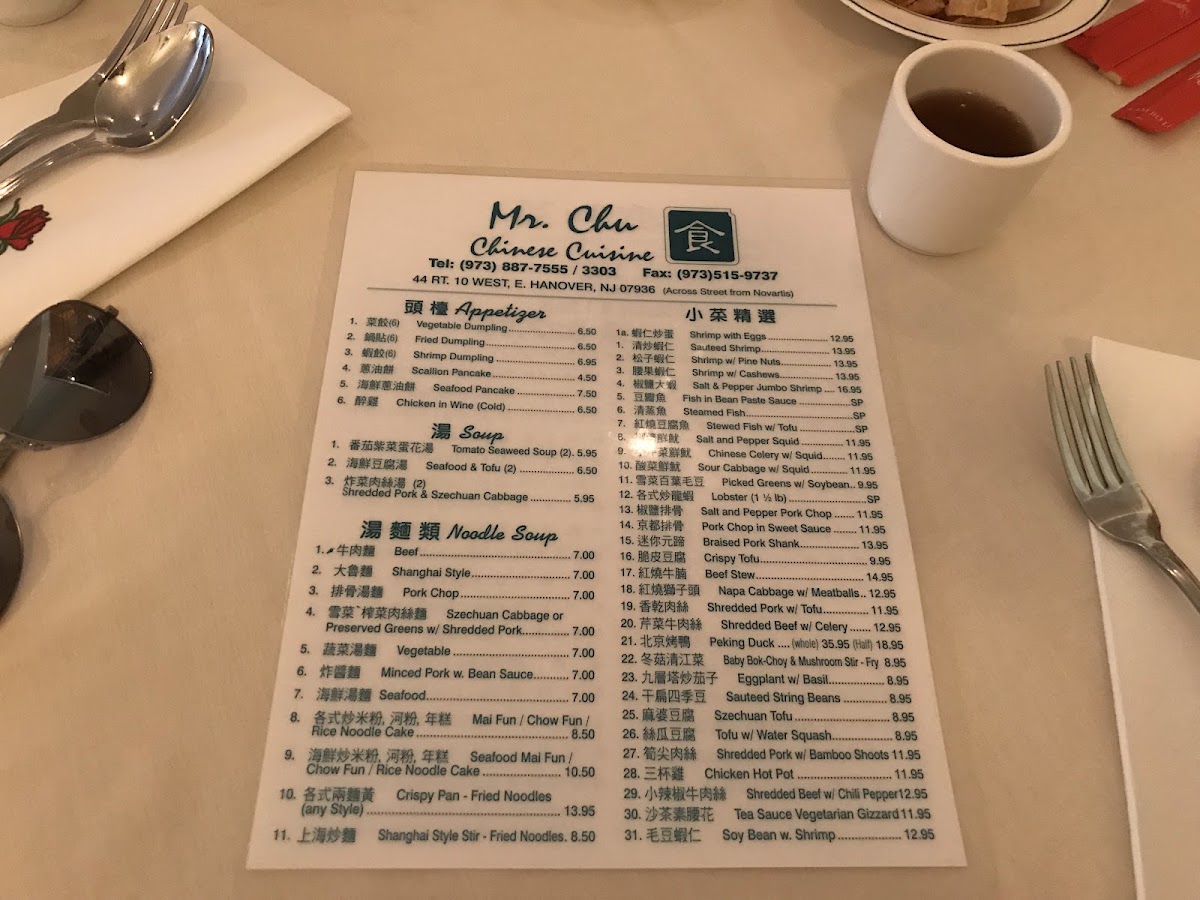 Mr. Chu
Chinese Cuisine
食
Tel: (973) 887-7555 / 3303 Fax: (973)515-9737
44 RT. 10 WEST, E. HANOVER, NJ 07936 (Across Street from Novartis)
頭檯 Appetizer
1. 菜餃(6) Vegetable Dumpling 6.50
2. 鍋貼(6) Fried Dumpling 6.50
3. 蝦餃(6) Shrimp Dumpling 6.95
4. 蔥油餅 Scallion Pancake 4.50
5. 海鮮蔥油餅 Seafood Pancake 7.50
6. 醉雞 Chicken in Wine (Cold) 6.50
湯 Soup
1. 番茄紫菜蛋花湯 Tomato Seaweed Soup (2). 5.95
2. 海鮮豆腐湯 Seafood & Tofu (2) 6.50
3. 炸菜肉絲湯 (2)
Shredded Pork & Szechuan Cabbage 5.95
湯麵類 Noodle Soup
1. 牛肉麵 Beef 7.00
2. 大魯麵 Shanghai Style 7.00
3. 排骨湯麵 Pork Chop 7.00
4. 雪菜`榨菜肉絲麵 Szechuan Cabbage or
Preserved Greens w/ Shredded Pork 7.00
5. 蔬菜湯麵 Vegetable 7.00
6. 炸醬麵 Minced Pork w. Bean Sauce 7.00
7. 海鮮湯麵 Seafood 7.00
8. 各式炒米粉, 河粉, 年糕 Mai Fun / Chow Fun /
Rice Noodle Cake 8.50
9. 海鮮炒米粉, 河粉, 年糕 Seafood Mai Fun /
Chow Fun / Rice Noodle Cake 10.50
10. 各式兩麵黃 Crispy Pan - Fried Noodles
(any Style) 13.95
11. 上海炒麵 Shanghai Style Stir - Fried Noodles. 8.50
小菜精選
1a. 蝦仁炒蛋 Shrimp with Eggs 12.95
1. 清炒蝦仁 Sauteed Shrimp 13.95
2. 松子蝦仁 Shrimp w/ Pine Nuts 13.95
3. 腰果蝦仁 Shrimp w/ Cashews 13.95
4. 椒鹽大蝦 Salt & Pepper Jumbo Shrimp .... 16.95
5. 豆瓣魚 Fish in Bean Paste Sauce SP
6. 清蒸魚 Steamed Fish SP
7. 紅燒豆腐魚 Stewed Fish w/ Tofu SP
8. 鮮魷 Salt and Pepper Squid 11.95
9. 菜鮮魷 Chinese Celery w/ Squid 11.95
10. 酸菜鮮魷 Sour Cabbage w/ Squid 11.95
11. 雪菜百葉毛豆 Picked Greens w/ Soybean.. 9.95
12. 各式炒龍蝦 Lobster (1 ½ lb) SP
13. 椒鹽排骨 Salt and Pepper Pork Chop 11.95
14. 京都排骨 Pork Chop in Sweet Sauce 11.95
15. 迷你元蹄 Braised Pork Shank 13.95
16. 脆皮豆腐 Crispy Tofu 9.95
17. 紅燒牛腩 Beef Stew 14.95
18. 紅燒獅子頭 Napa Cabbage w/ Meatballs.. 12.95
19. 香乾肉絲 Shredded Pork w/ Tofu 11.95
20. 芹菜牛肉絲 Shredded Beef w/ Celery 12.95
21. 北京烤鴨 Peking Duck .... (whole) 35.95 (Half) 18.95
22. 冬菇清江菜 Baby Bok-Choy & Mushroom Stir - Fry 8.95
23. 九層塔炒茄子 Eggplant w/ Basil 8.95
24. 干扁四季豆 Sauteed String Beans 8.95
25. 麻婆豆腐 Szechuan Tofu 8.95
26. 絲瓜豆腐 Tofu w/ Water Squash 8.95
27. 筍尖肉絲 Shredded Pork w/ Bamboo Shoots 11.95
28. 三杯雞 Chicken Hot Pot 11.95
29. 小辣椒牛肉絲 Shredded Beef w/ Chili Pepper 12.95
30. 沙茶素腰花 Tea Sauce Vegetarian Gizzard 11.95
31. 毛豆蝦仁 Soy Bean w. Shrimp 12.95